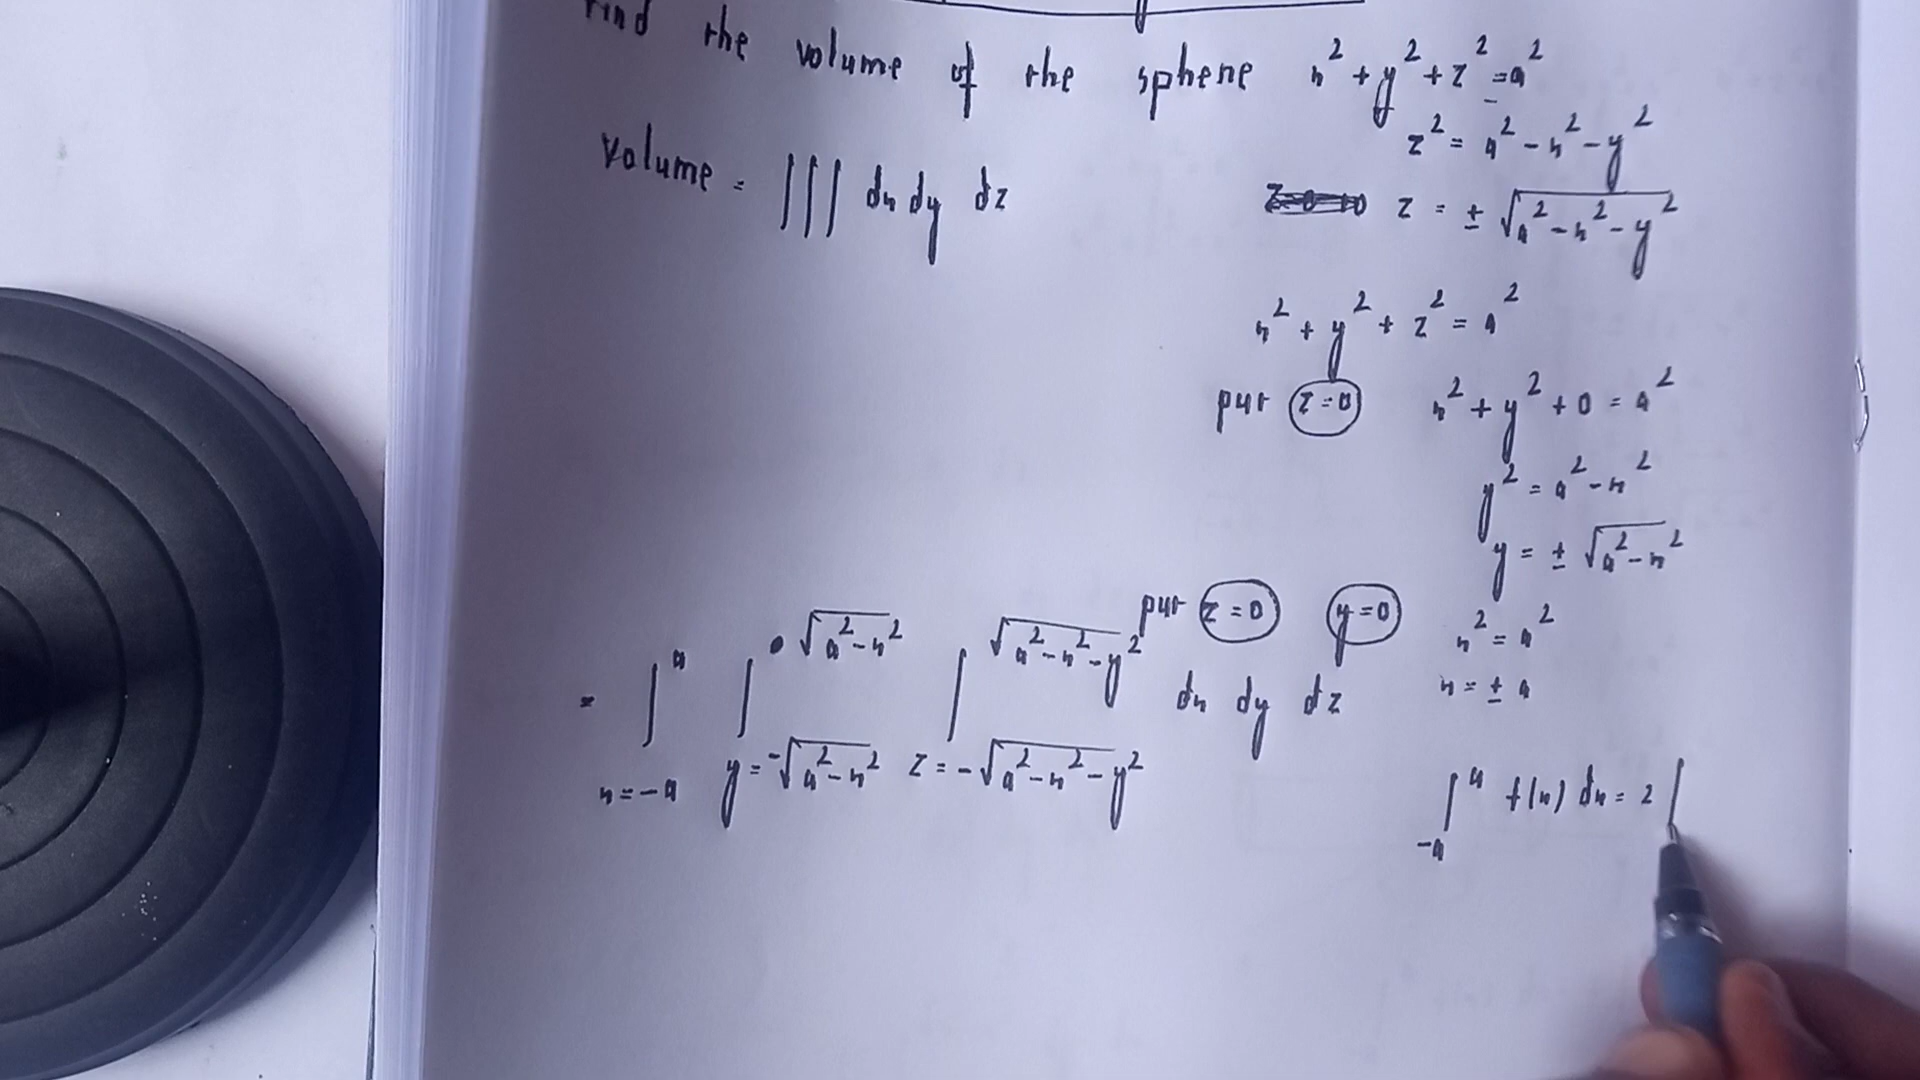 Find the volume of the sphere x² + y² + z² = a²
z² = a² - x² - y²
Volume = ∫∫∫ dx dy dz
z = ± √(a² - x² - y²)
x² + y² + z² = a²
put z=0 x² + y² + 0 = a²
y² = a² - x²
y = ± √(a² - x²)
put z=0 y=0 x² = a²
x = ± a
= ∫_{x=-a}^{a} ∫_{y=-√(a²-x²)}^{√(a²-x²)} ∫_{z=-√(a²-x²-y²)}^{√(a²-x²-y²)} dx dy dz
∫_{-a}^{a} f(x) dx = 2 ∫